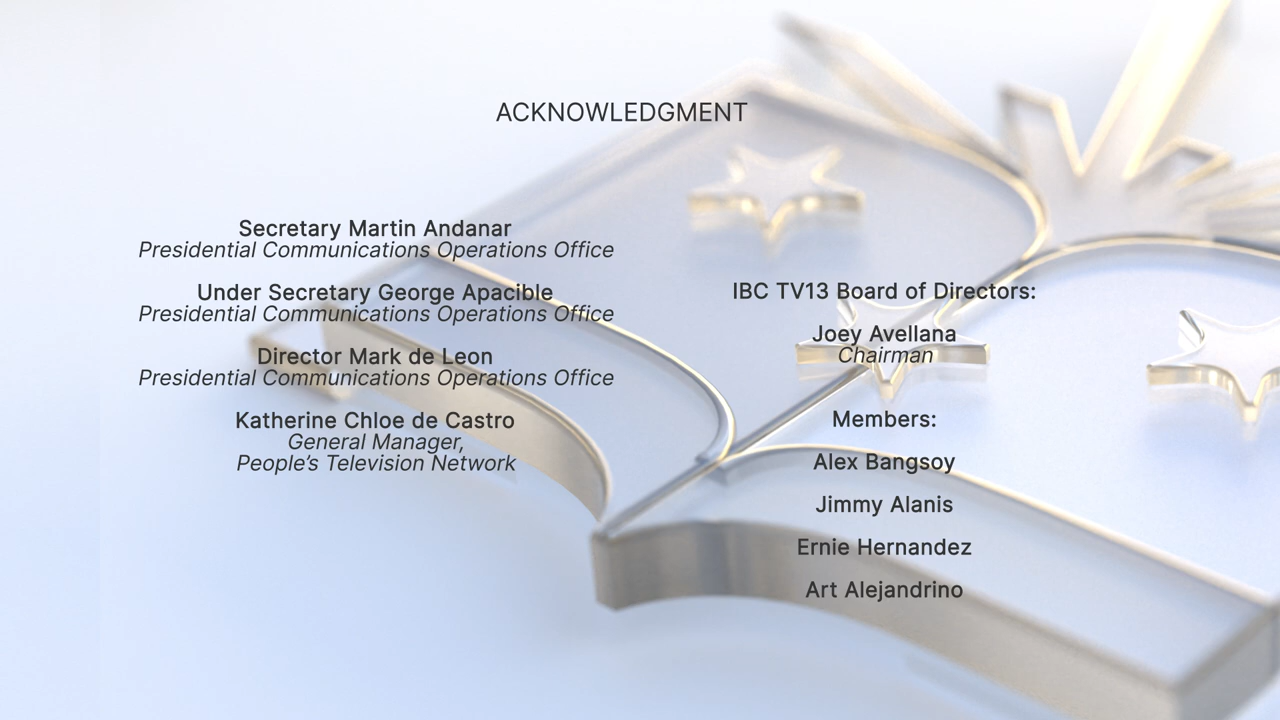 ACKNOWLEDGMENT
Secretary Martin Andanar
Presidential Communications Operations Office
Under Secretary George Apacible
Presidential Communications Operations Office
Director Mark de Leon
Presidential Communications Operations Office
Katherine Chloe de Castro
General Manager,
People’s Television Network
IBC TV13 Board of Directors:
Joey Avellana
Chairman
Members:
Alex Bangsoy
Jimmy Alanis
Ernie Hernandez
Art Alejandrino